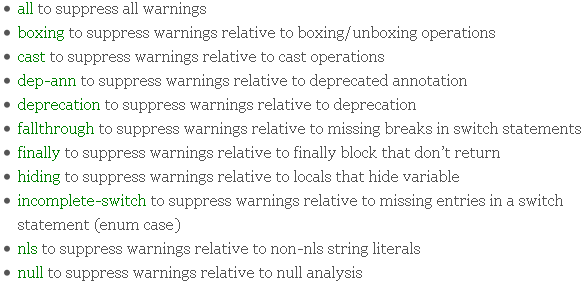 • all to suppress all warnings
• boxing to suppress warnings relative to boxing/unboxing operations
• cast to suppress warnings relative to cast operations
• dep-ann to suppress warnings relative to deprecated annotation
• deprecation to suppress warnings relative to deprecation
• fallthrough to suppress warnings relative to missing breaks in switch statements
• finally to suppress warnings relative to finally block that don’t return
• hiding to suppress warnings relative to locals that hide variable
• incomplete-switch to suppress warnings relative to missing entries in a switch
statement (enum case)
• nls to suppress warnings relative to non-nls string literals
• null to suppress warnings relative to null analysis